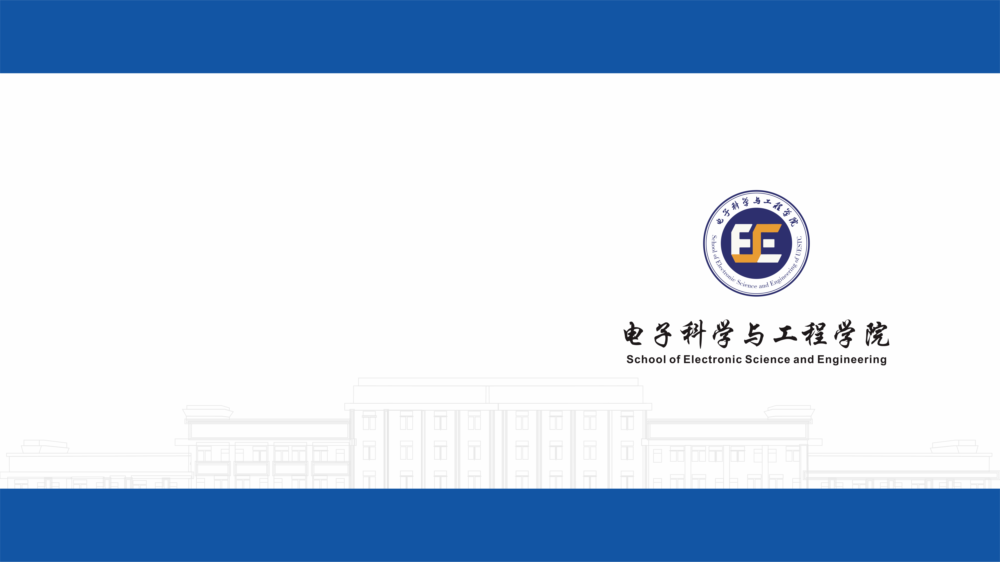 电子科学与工程学院
School of Electronic Science and Engineering of UESTC
电子科学与工程学院
School of Electronic Science and Engineering